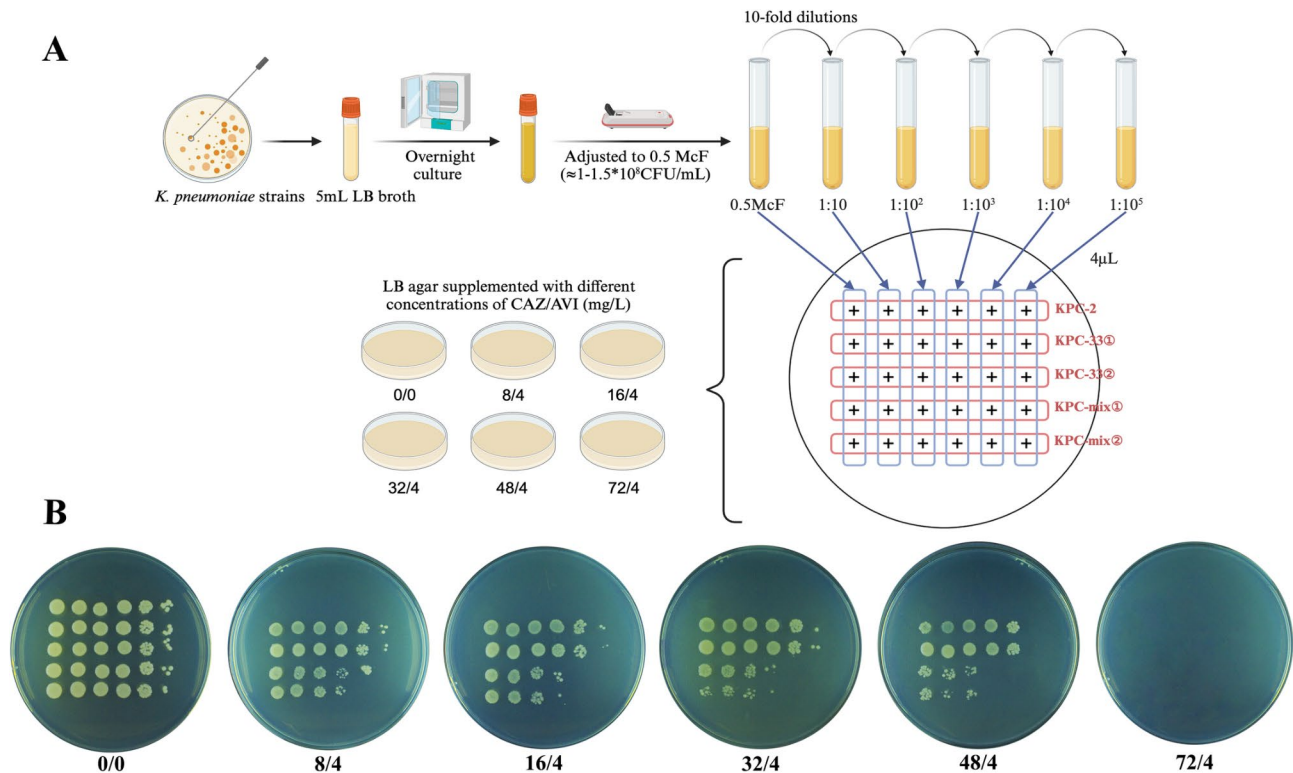 A
10-fold dilutions
K. pneumoniae strains
5mL LB broth
Overnight
culture
Adjusted to 0.5 McF
(≈1-1.5*10⁸CFU/mL)
0.5McF
1:10
1:10²
1:10³
1:10⁴
1:10⁵
4μL
LB agar supplemented with different
concentrations of CAZ/AVI (mg/L)
0/0
8/4
16/4
32/4
48/4
72/4
+ + + + + +
KPC-2
+ + + + + +
KPC-33①
+ + + + + +
KPC-33②
+ + + + + +
KPC-mix①
+ + + + + +
KPC-mix②
B
0/0
8/4
16/4
32/4
48/4
72/4